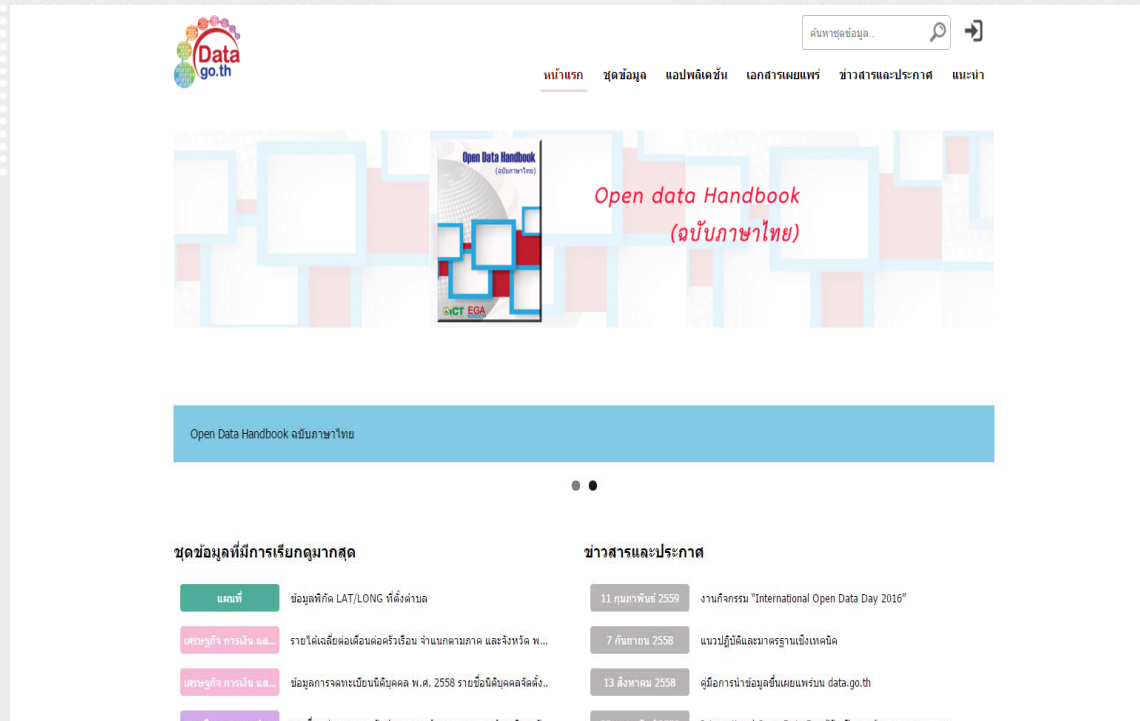 Data
go.th
ค้นหาชุดข้อมูล..
หน้าแรก ชุดข้อมูล แอปพลิเคชั่น เอกสารเผยแพร่ ข่าวสารและประกาศ แนะนำ
Open Data Handbook
(ฉบับภาษาไทย)
ICT EGA
Open data Handbook
(ฉบับภาษาไทย)
Open Data Handbook ฉบับภาษาไทย
ชุดข้อมูลที่มีการเรียกดูมากสุด
แผนที่ ข้อมูลพิกัด LAT/LONG ที่ตั้งตำบล
เศรษฐกิจ การเงิน แล... รายได้เฉลี่ยต่อเดือนต่อครัวเรือน จำแนกตามภาค และจังหวัด พ...
เศรษฐกิจ การเงิน แล... ข้อมูลการจดทะเบียนนิติบุคคล พ.ศ. 2558 รายชื่อนิติบุคคลจัดตั้ง..
ข่าวสารและประกาศ
11 กุมภาพันธ์ 2559 งานกิจกรรม "International Open Data Day 2016"
7 กันยายน 2558 แนวปฏิบัติและมาตรฐานเชิงเทคนิค
13 สิงหาคม 2558 คู่มือการนำข้อมูลขึ้นเผยแพร่บน data.go.th